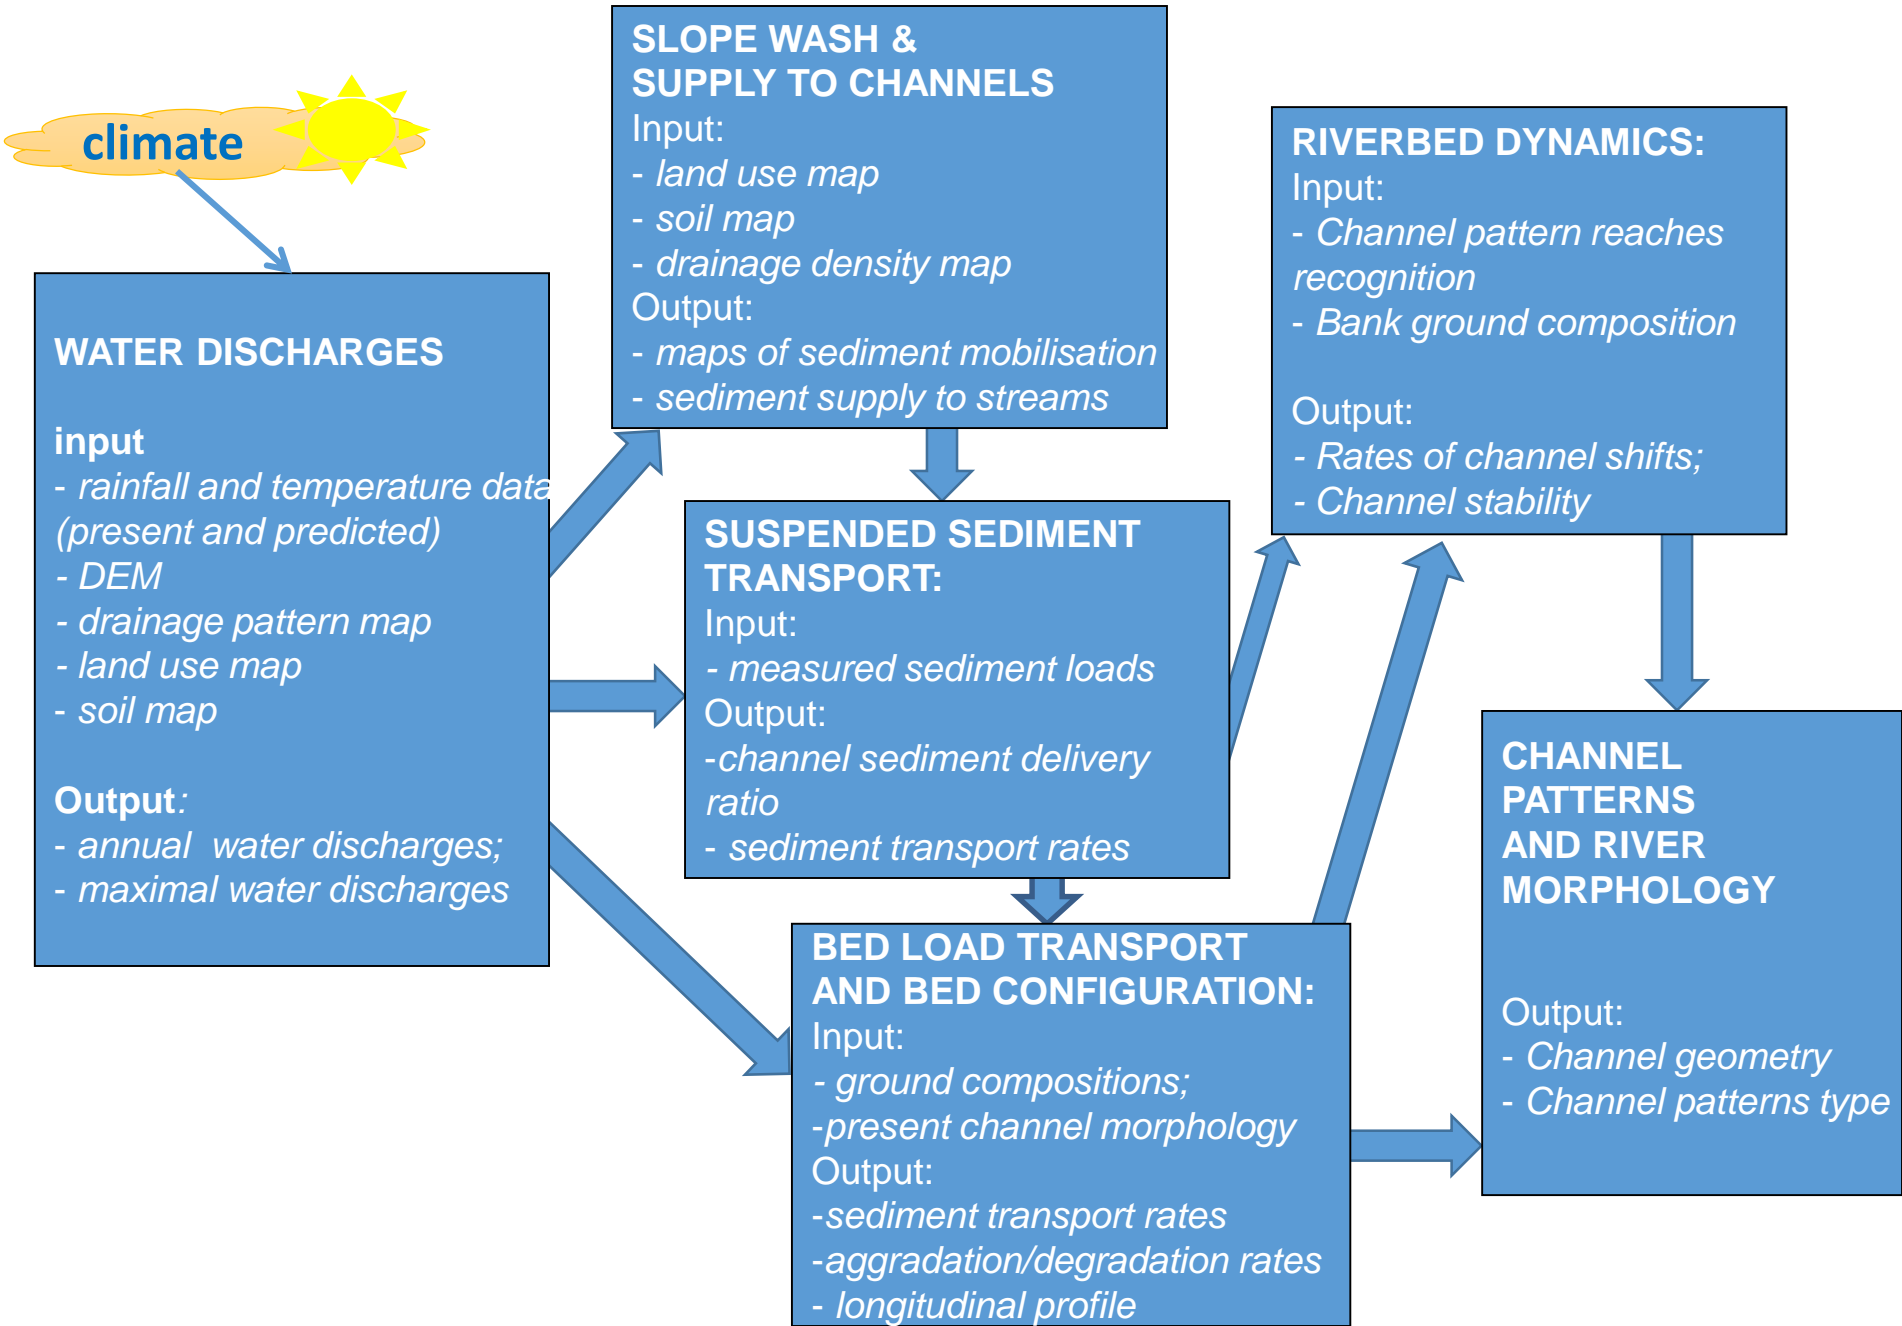 climate
WATER DISCHARGES
input
- rainfall and temperature data
(present and predicted)
- DEM
- drainage pattern map
- land use map
- soil map
Output:
- annual  water discharges;
- maximal water discharges
SLOPE WASH &
SUPPLY TO CHANNELS
Input:
- land use map
- soil map
- drainage density map
Output:
- maps of sediment mobilisation
- sediment supply to streams
SUSPENDED SEDIMENT
TRANSPORT:
Input:
- measured sediment loads
Output:
-channel sediment delivery
ratio
- sediment transport rates
BED LOAD TRANSPORT
AND BED CONFIGURATION:
Input:
- ground compositions;
-present channel morphology
Output:
-sediment transport rates
-aggradation/degradation rates
- longitudinal profile
RIVERBED DYNAMICS:
Input:
- Channel pattern reaches
recognition
- Bank ground composition
Output:
- Rates of channel shifts;
- Channel stability
CHANNEL
PATTERNS
AND RIVER
MORPHOLOGY
Output:
- Channel geometry
- Channel patterns type